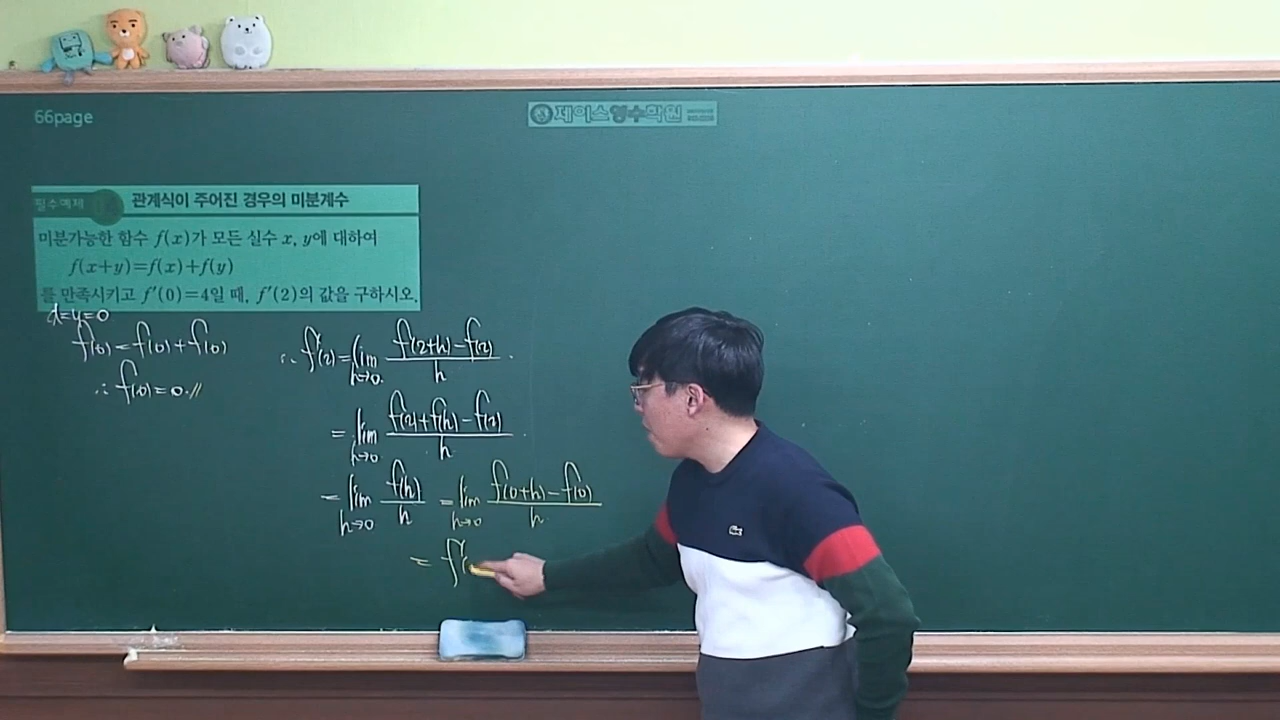 66page
제이스영수학원
필수예제
관계식이 주어진 경우의 미분계수
미분가능한 함수 f(x)가 모든 실수 x, y에 대하여
f(x+y)=f(x)+f(y)
를 만족시키고 f′(0)=4일 때, f′(2)의 값을 구하시오.
x=y=0
f(0)=f(0)+f(0)
∴ f(0)=0.//
∴ f'(2)=lim h→0 f(2+h)-f(2) / h
= lim h→0 f(2)+f(h)-f(2) / h
= lim h→0 f(h) / h = lim h→0 f(0+h)-f(0) / h
= f'(